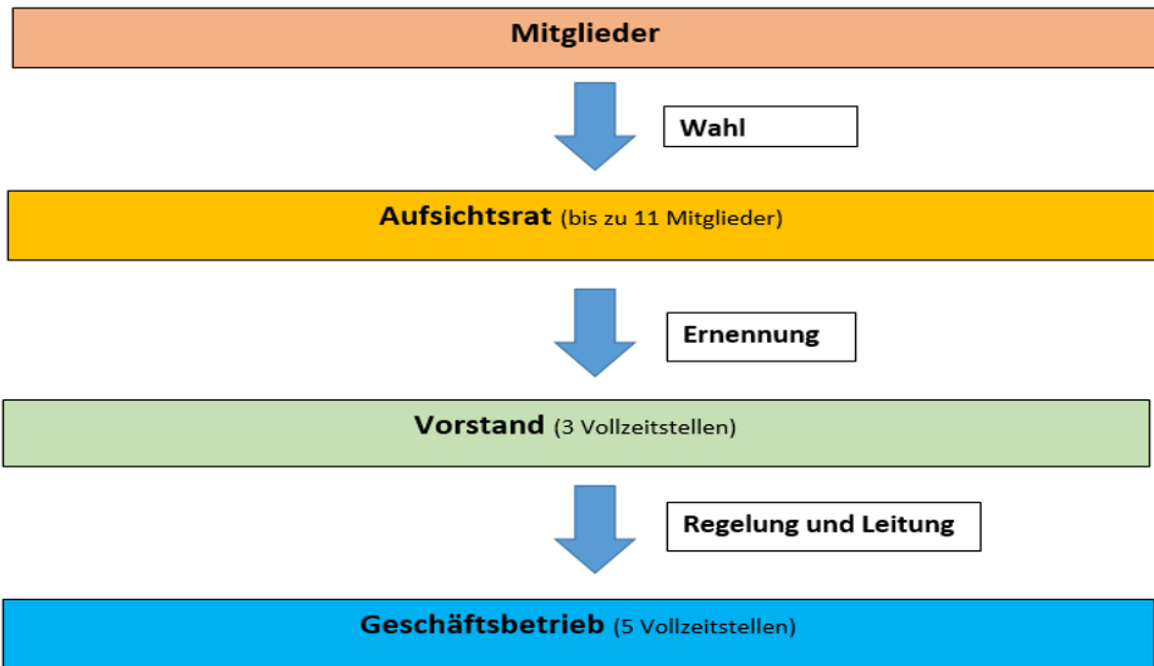 Mitglieder
Wahl
Aufsichtsrat (bis zu 11 Mitglieder)
Ernennung
Vorstand (3 Vollzeitstellen)
Regelung und Leitung
Geschäftsbetrieb (5 Vollzeitstellen)